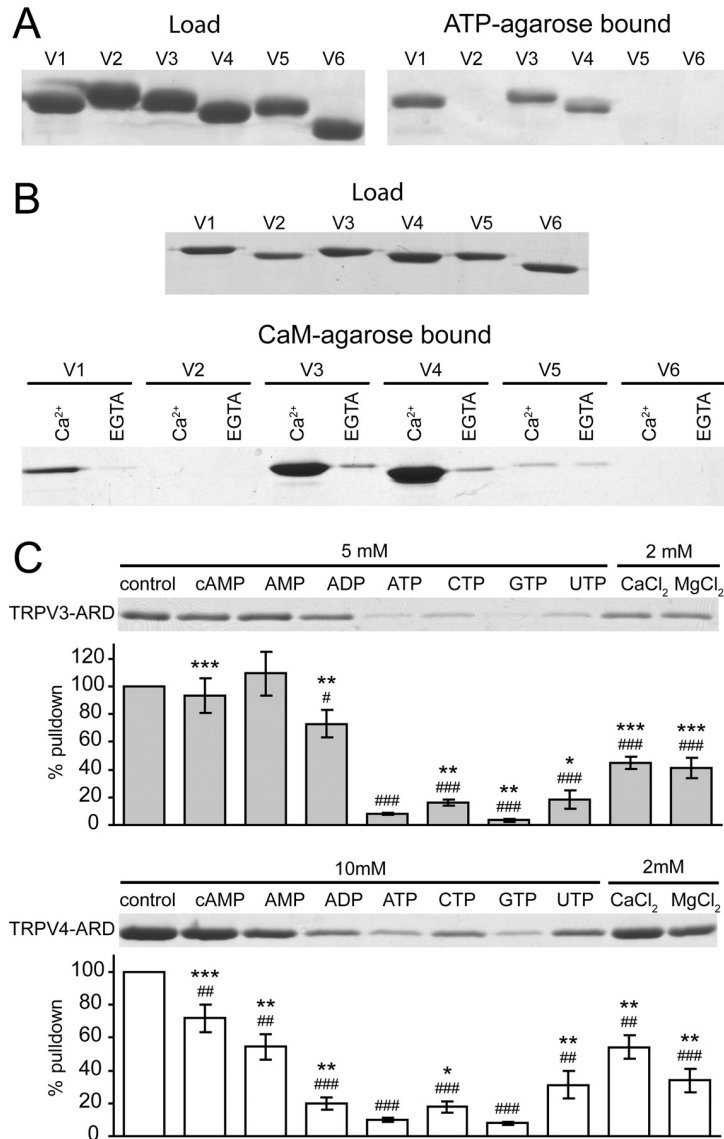 A
Load
ATP-agarose bound
V1 V2 V3 V4 V5 V6
V1 V2 V3 V4 V5 V6
B
Load
V1 V2 V3 V4 V5 V6
CaM-agarose bound
V1 V2 V3 V4 V5 V6
Ca²⁺ EGTA Ca²⁺ EGTA Ca²⁺ EGTA Ca²⁺ EGTA Ca²⁺ EGTA Ca²⁺ EGTA
C
5 mM 2 mM
control cAMP AMP ADP ATP CTP GTP UTP CaCl₂ MgCl₂
TRPV3-ARD
% pulldown
120
100
80
60
40
20
0
***
**
#
###
**
###
**
###
*
###
***
###
***
###
10mM 2mM
control cAMP AMP ADP ATP CTP GTP UTP CaCl₂ MgCl₂
TRPV4-ARD
% pulldown
100
80
60
40
20
0
***
##
**
##
**
###
###
*
###
###
**
##
**
##
**
###